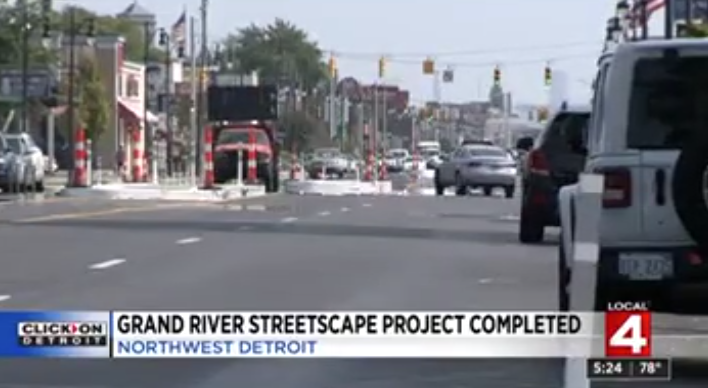 CLICK ON
DETROIT
GRAND RIVER STREETSCAPE PROJECT COMPLETED
NORTHWEST DETROIT
LOCAL
4
5:24 78°